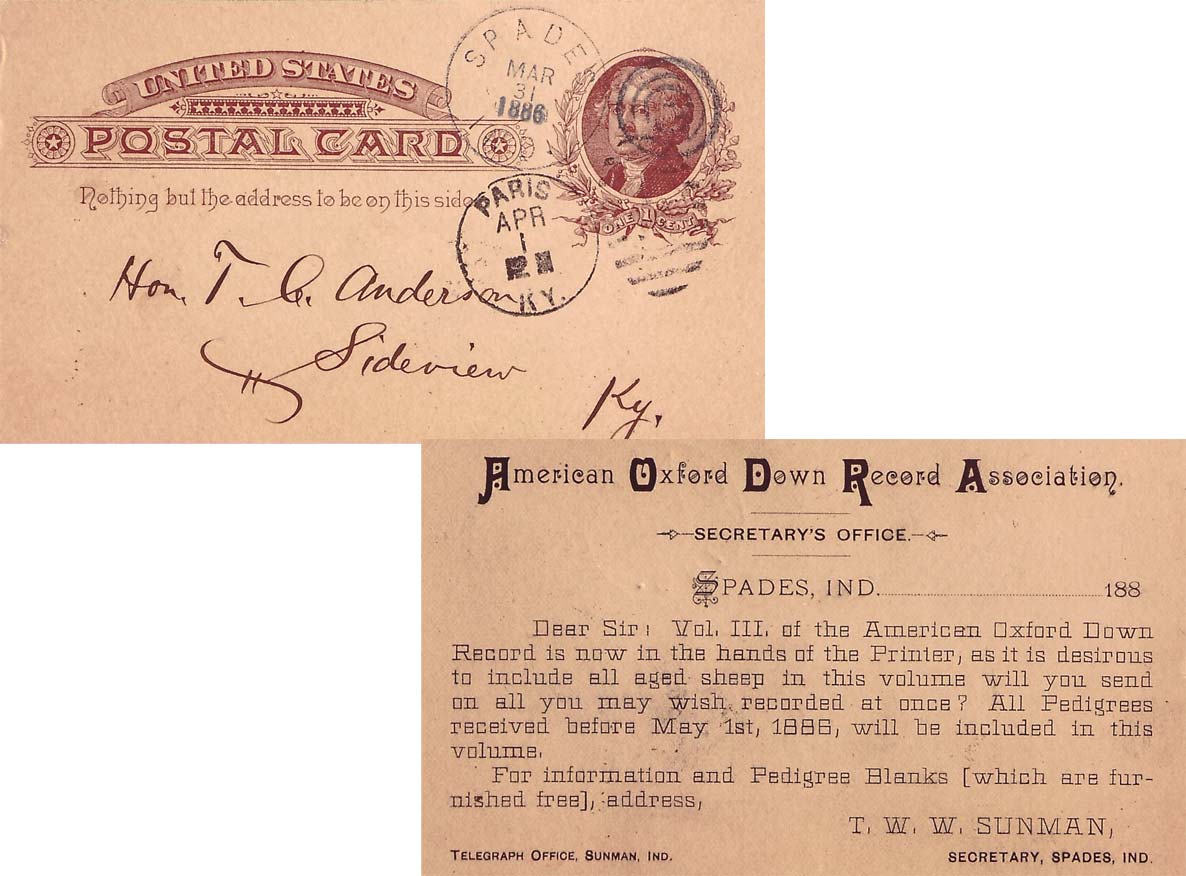 UNITED STATES
POSTAL CARD
Nothing but the address to be on this side
SPADES
MAR
31
1886
ONE 1 CENT
PARIS
APR
1
KY.
Hon. T. C. Anderson
Sideview
Ky.
American Oxford Down Record Association.
SECRETARY'S OFFICE.
SPADES, IND. 188
Dear Sir: Vol. III. of the American Oxford Down
Record is now in the hands of the Printer, as it is desirous
to include all aged sheep in this volume will you send
on all you may wish recorded at once? All Pedigrees
received before May 1st, 1886, will be included in this
volume.
For information and Pedigree Blanks [which are fur-
nished free], address,
T. W. W. SUNMAN,
TELEGRAPH OFFICE, SUNMAN, IND. SECRETARY, SPADES, IND.